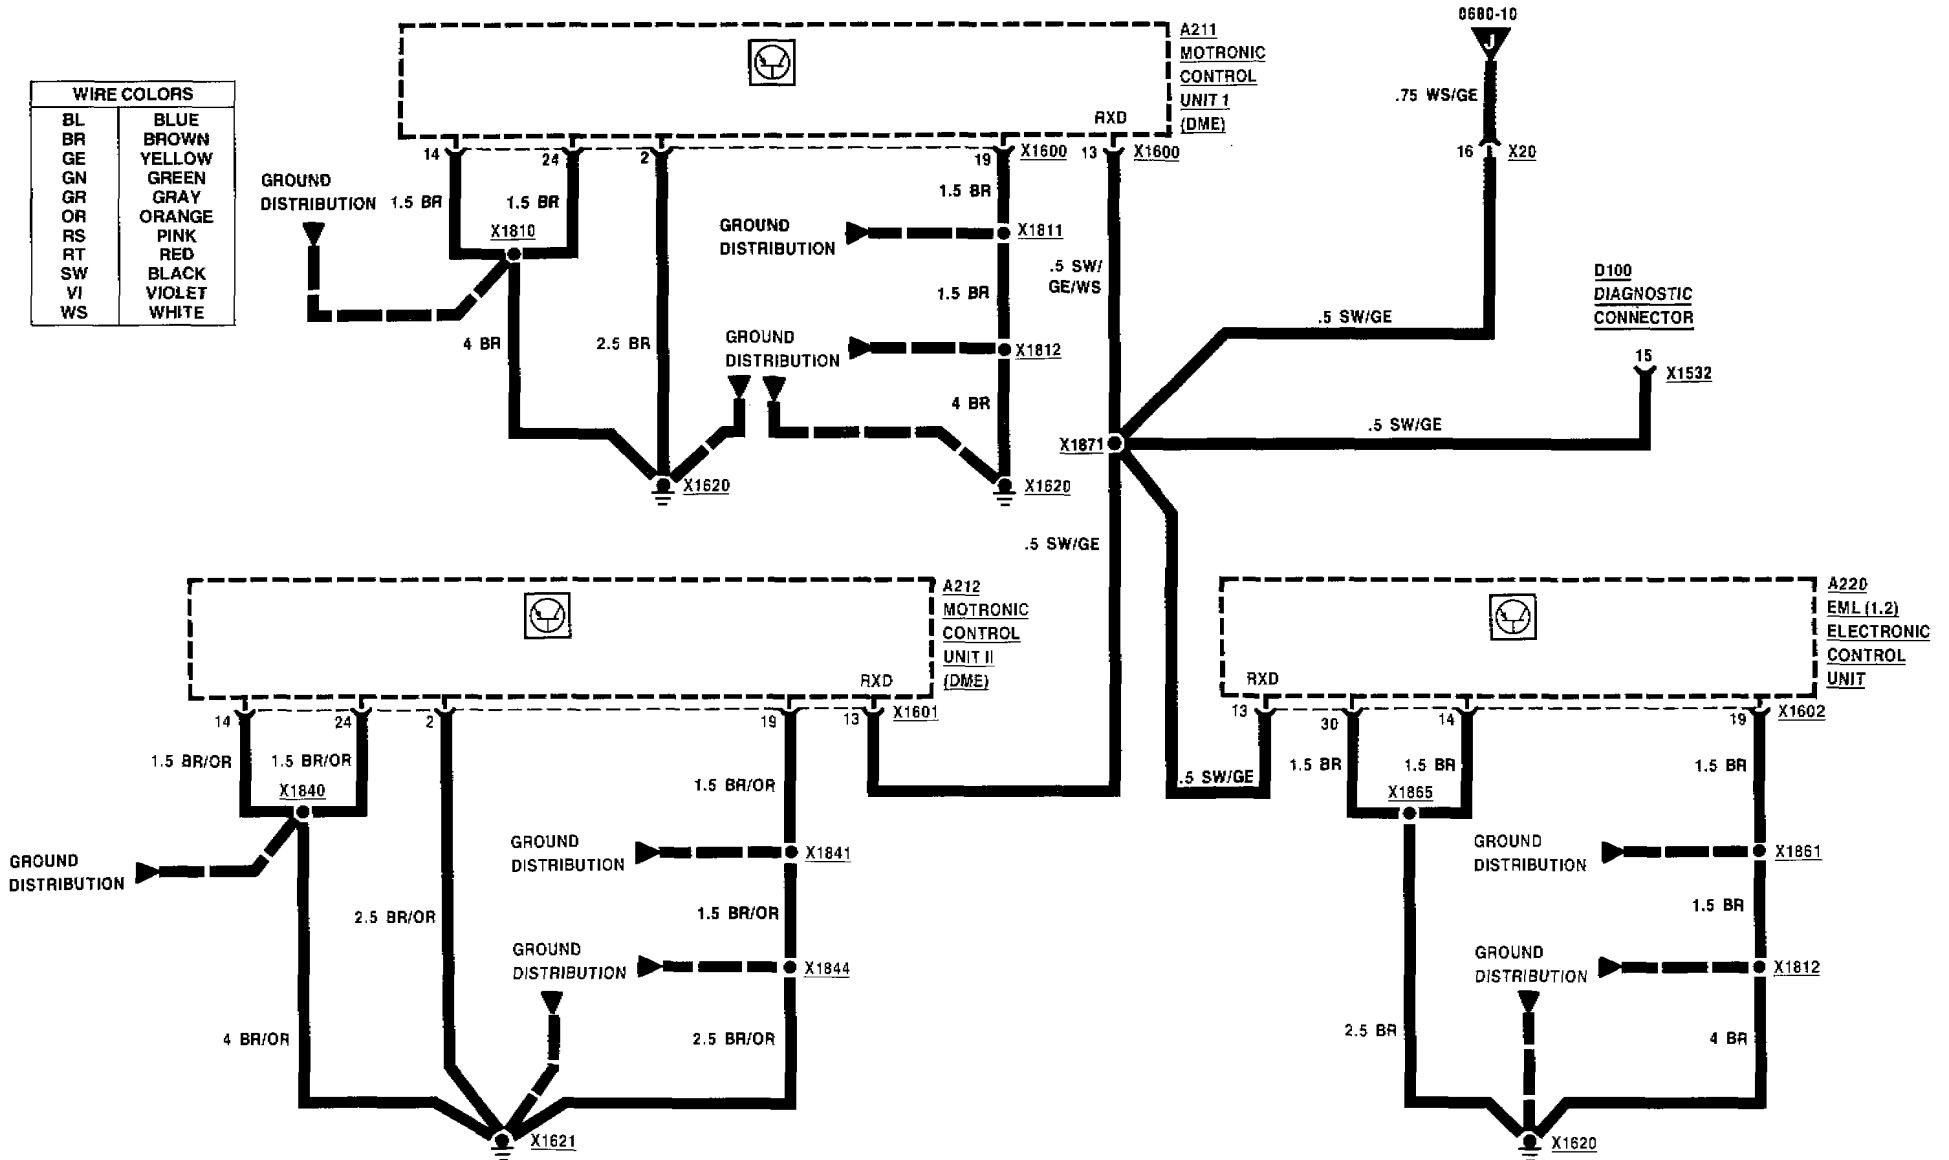 0680-10
J
.75 WS/GE
16 X20
WIRE COLORS
BL BLUE
BR BROWN
GE YELLOW
GN GREEN
GR GRAY
OR ORANGE
RS PINK
RT RED
SW BLACK
VI VIOLET
WS WHITE
A211
MOTRONIC
CONTROL
UNIT 1
(DME)
RXD
14 24 2 19 X1600 13 X1600
GROUND
DISTRIBUTION
1.5 BR 1.5 BR
X1810
4 BR 2.5 BR
1.5 BR
GROUND
DISTRIBUTION
X1811
1.5 BR
GROUND
DISTRIBUTION
X1812
4 BR
X1620
X1620
.5 SW/
GE/WS
.5 SW/GE
D100
DIAGNOSTIC
CONNECTOR
15
X1532
.5 SW/GE
X1871
.5 SW/GE
A212
MOTRONIC
CONTROL
UNIT II
(DME)
RXD
14 24 2 19 13 X1601
1.5 BR/OR 1.5 BR/OR
X1840
GROUND
DISTRIBUTION
4 BR/OR
2.5 BR/OR
1.5 BR/OR
GROUND
DISTRIBUTION
X1841
1.5 BR/OR
GROUND
DISTRIBUTION
X1844
2.5 BR/OR
X1621
A220
EML (1.2)
ELECTRONIC
CONTROL
UNIT
RXD
13 30 14 19 X1602
.5 SW/GE
1.5 BR 1.5 BR
X1865
2.5 BR
1.5 BR
GROUND
DISTRIBUTION
X1861
1.5 BR
GROUND
DISTRIBUTION
X1812
4 BR
X1620